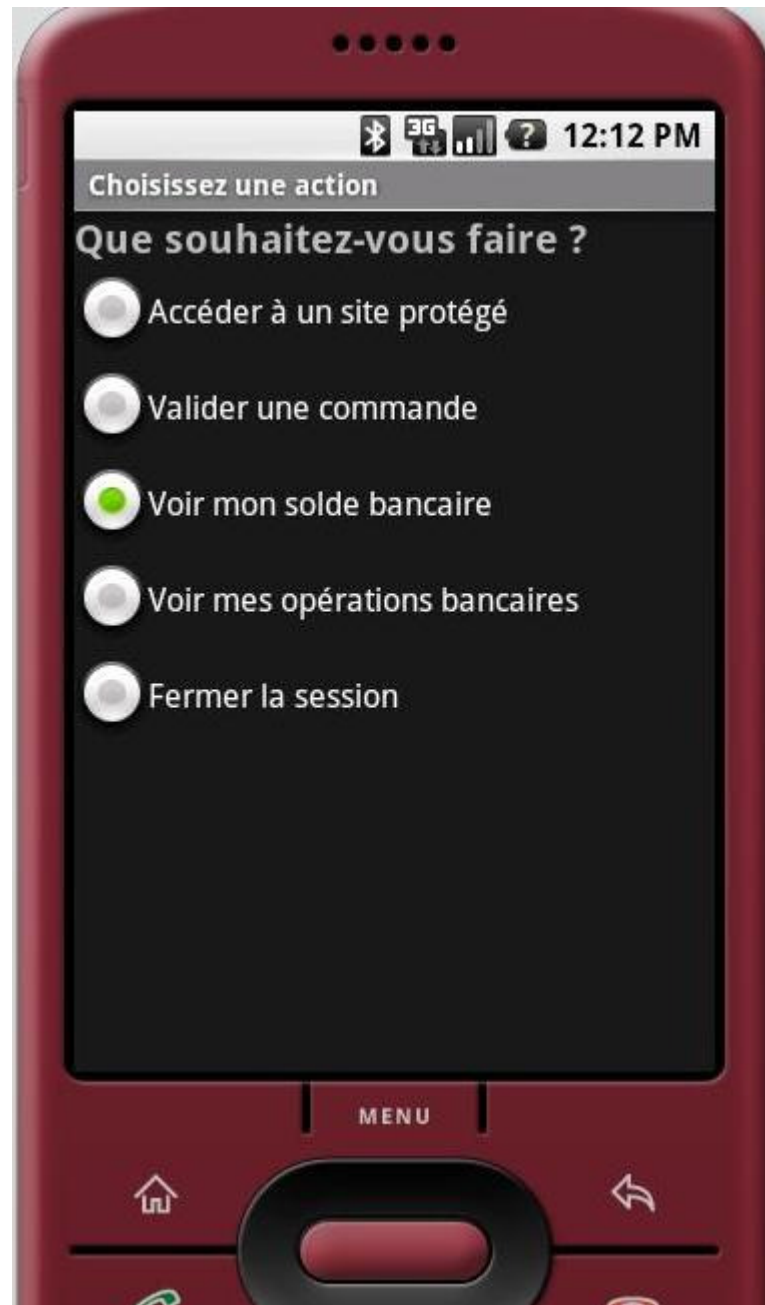 3G
? 12:12 PM
Choisissez une action
Que souhaitez-vous faire ?
Accéder à un site protégé
Valider une commande
Voir mon solde bancaire
Voir mes opérations bancaires
Fermer la session
MENU